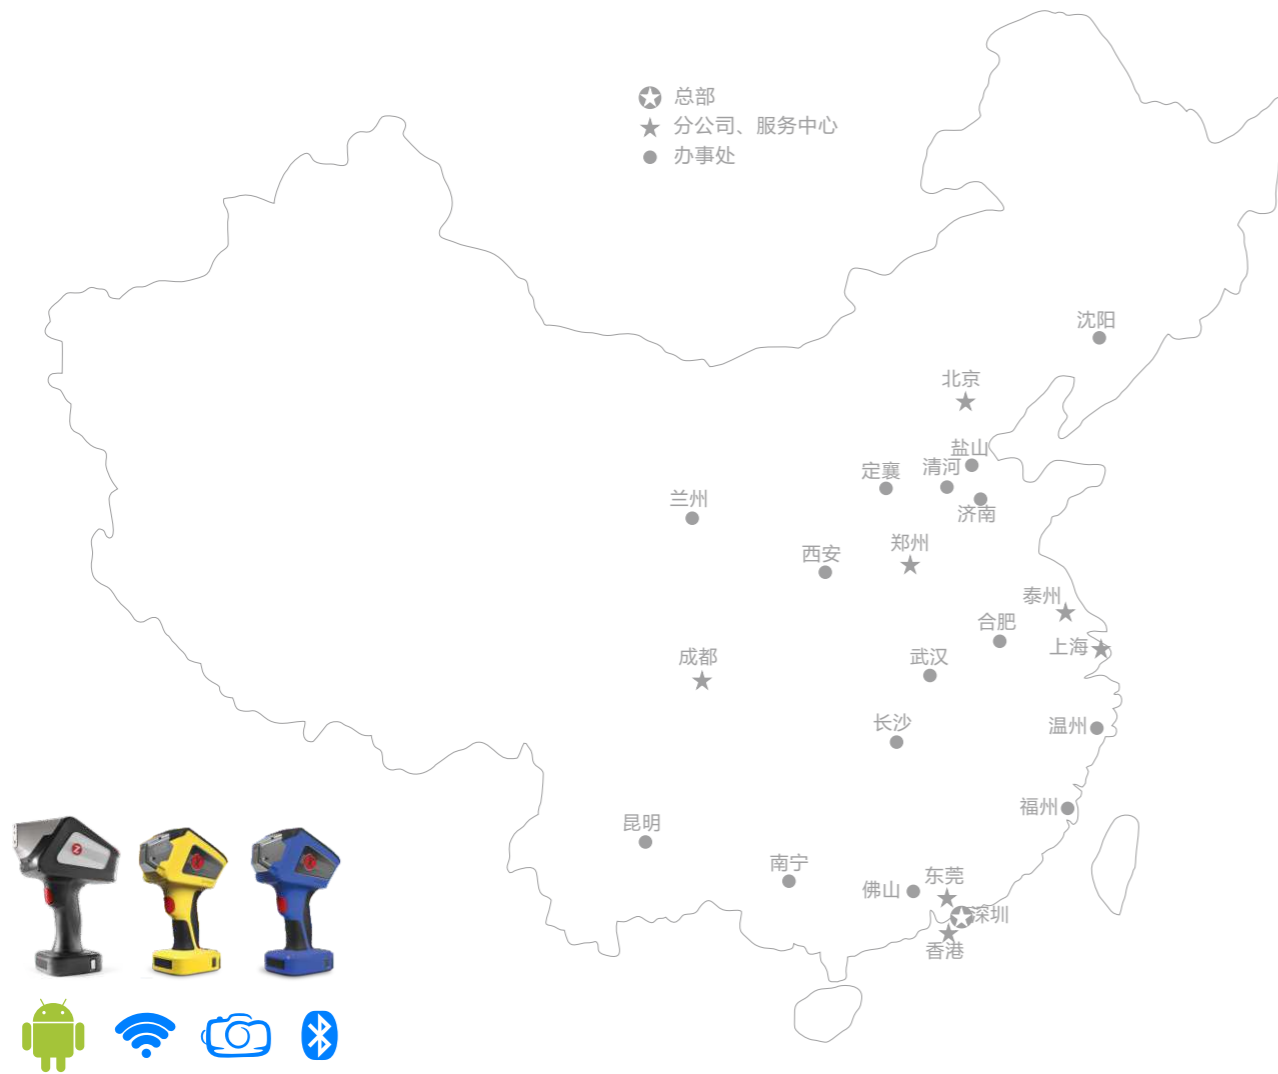 总部
分公司、服务中心
办事处
沈阳
北京
盐山
清河
定襄
兰州
济南
郑州
西安
泰州
合肥
上海
成都
武汉
长沙
温州
福州
昆明
南宁
东莞
佛山
深圳
香港